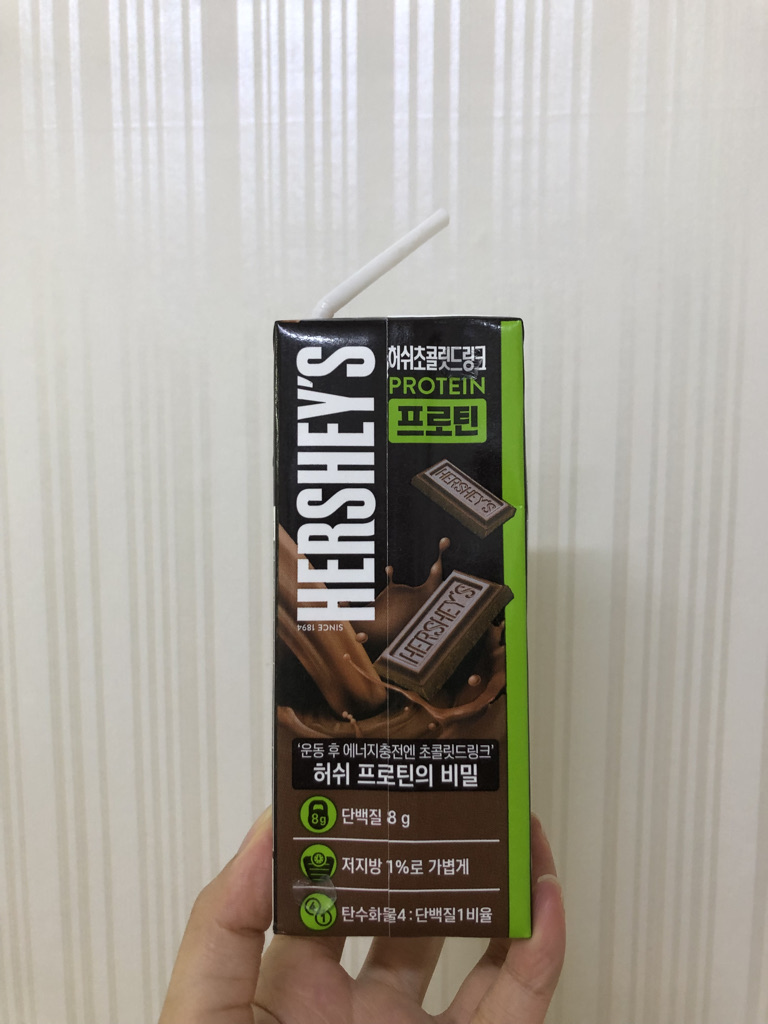 HERSHEY'S
SINCE 1894
허쉬초콜릿드링크
PROTEIN
프로틴
HERSHEY'S
HERSHEY'S
'운동 후 에너지충전엔 초콜릿드링크'
허쉬 프로틴의 비밀
8g 단백질 8 g
저지방 1%로 가볍게
4:1 탄수화물4 : 단백질1비율